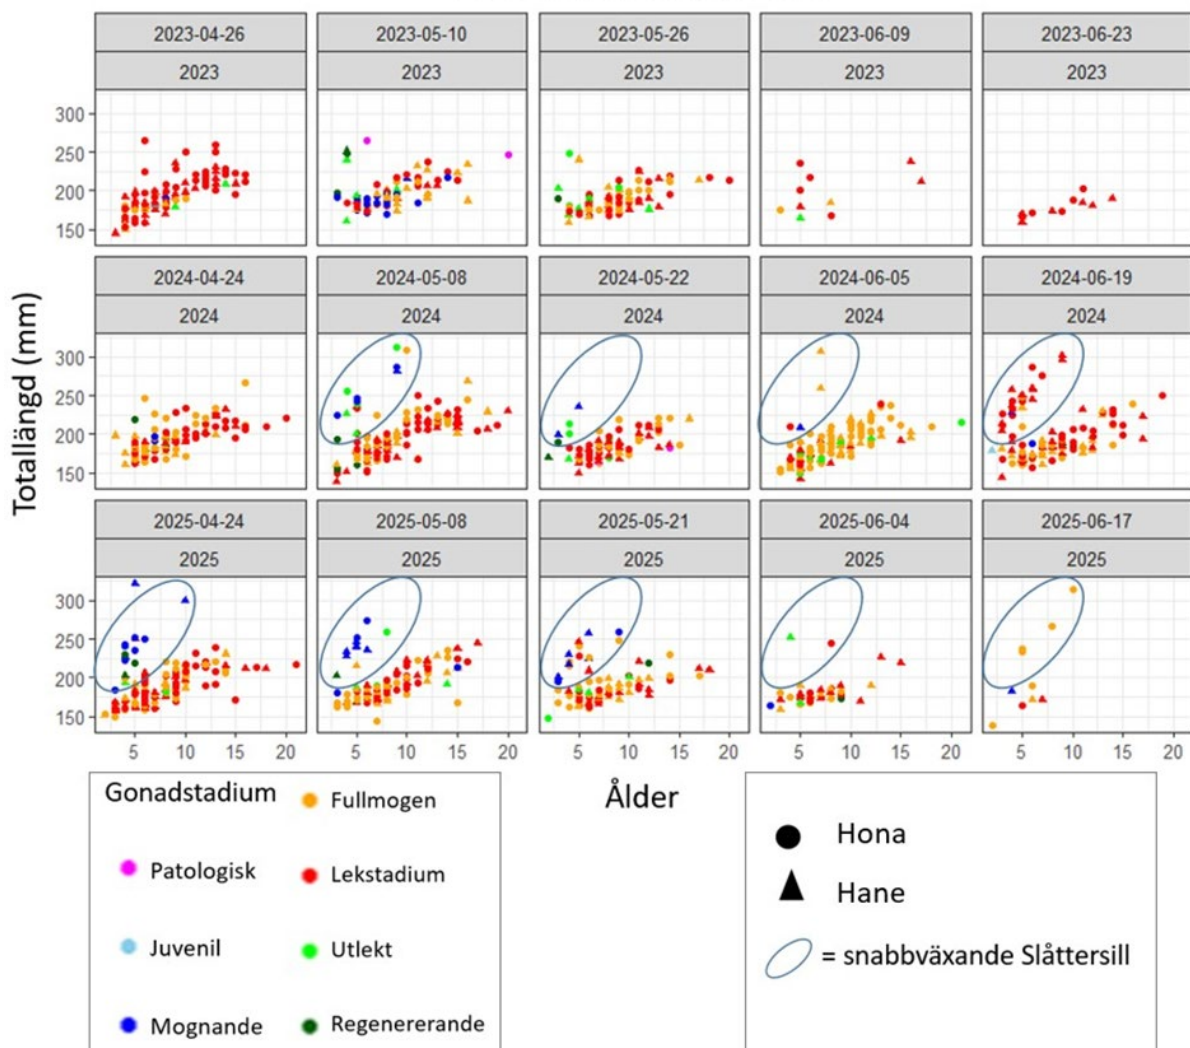 2023-04-26 2023-05-10 2023-05-26 2023-06-09 2023-06-23
2023 2023 2023 2023 2023
300
250
200
150
2024-04-24 2024-05-08 2024-05-22 2024-06-05 2024-06-19
2024 2024 2024 2024 2024
300
250
200
150
Totallängd (mm)
2025-04-24 2025-05-08 2025-05-21 2025-06-04 2025-06-17
2025 2025 2025 2025 2025
300
250
200
150
5 10 15 20 5 10 15 20 5 10 15 20 5 10 15 20 5 10 15 20
Ålder
Gonadstadium
Patologisk
Juvenil
Mognande
Fullmogen
Lekstadium
Utlekt
Regenererande
Hona
Hane
= snabbväxande Slåttersill